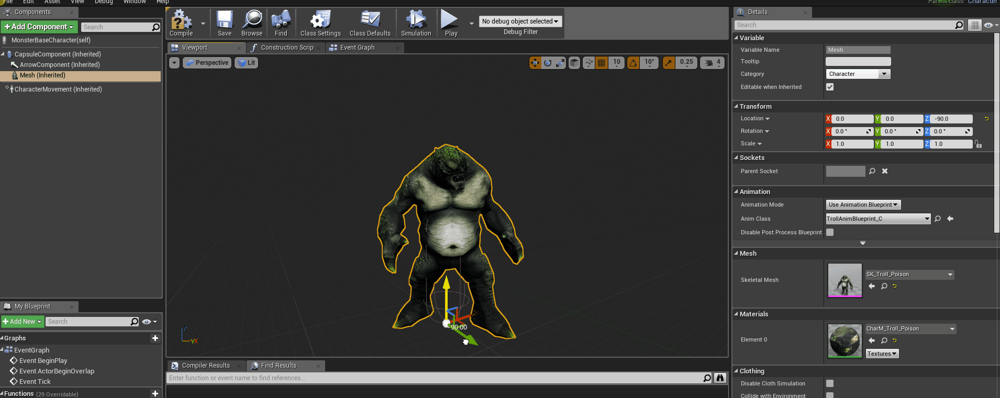 File Edit Asset View Debug Window Help
Parent class: Character
Components
+Add Component
Search
MonsterBaseCharacter(self)
CapsuleComponent (Inherited)
ArrowComponent (Inherited)
Mesh (Inherited)
CharacterMovement (Inherited)
My Blueprint
+Add New
Search
Graphs
EventGraph
Event BeginPlay
Event ActorBeginOverlap
Event Tick
Functions (29 Overridable)
Compile
Save
Browse
Find
Class Settings
Class Defaults
Simulation
Play
No debug object selected
Debug Filter
Viewport
Construction Scrip
Event Graph
Perspective
Lit
10
10°
0.25
4
-90.00
Z
Y X
Compiler Results
Find Results
Enter function or event name to find references...
Details
Search
Variable
Variable Name Mesh
Tooltip
Category Character
Editable when Inherited
Transform
Location X 0.0 Y 0.0 Z -90.0
Rotation X 0.0 ° Y 0.0 ° Z 0.0 °
Scale X 1.0 Y 1.0 Z 1.0
Sockets
Parent Socket
Animation
Animation Mode Use Animation Blueprint
Anim Class TrollAnimBlueprint_C
Disable Post Process Blueprint
Mesh
Skeletal Mesh SK_Troll_Poison
Materials
Element 0 CharM_Troll_Poison
Textures
Clothing
Disable Cloth Simulation
Collide with Environment